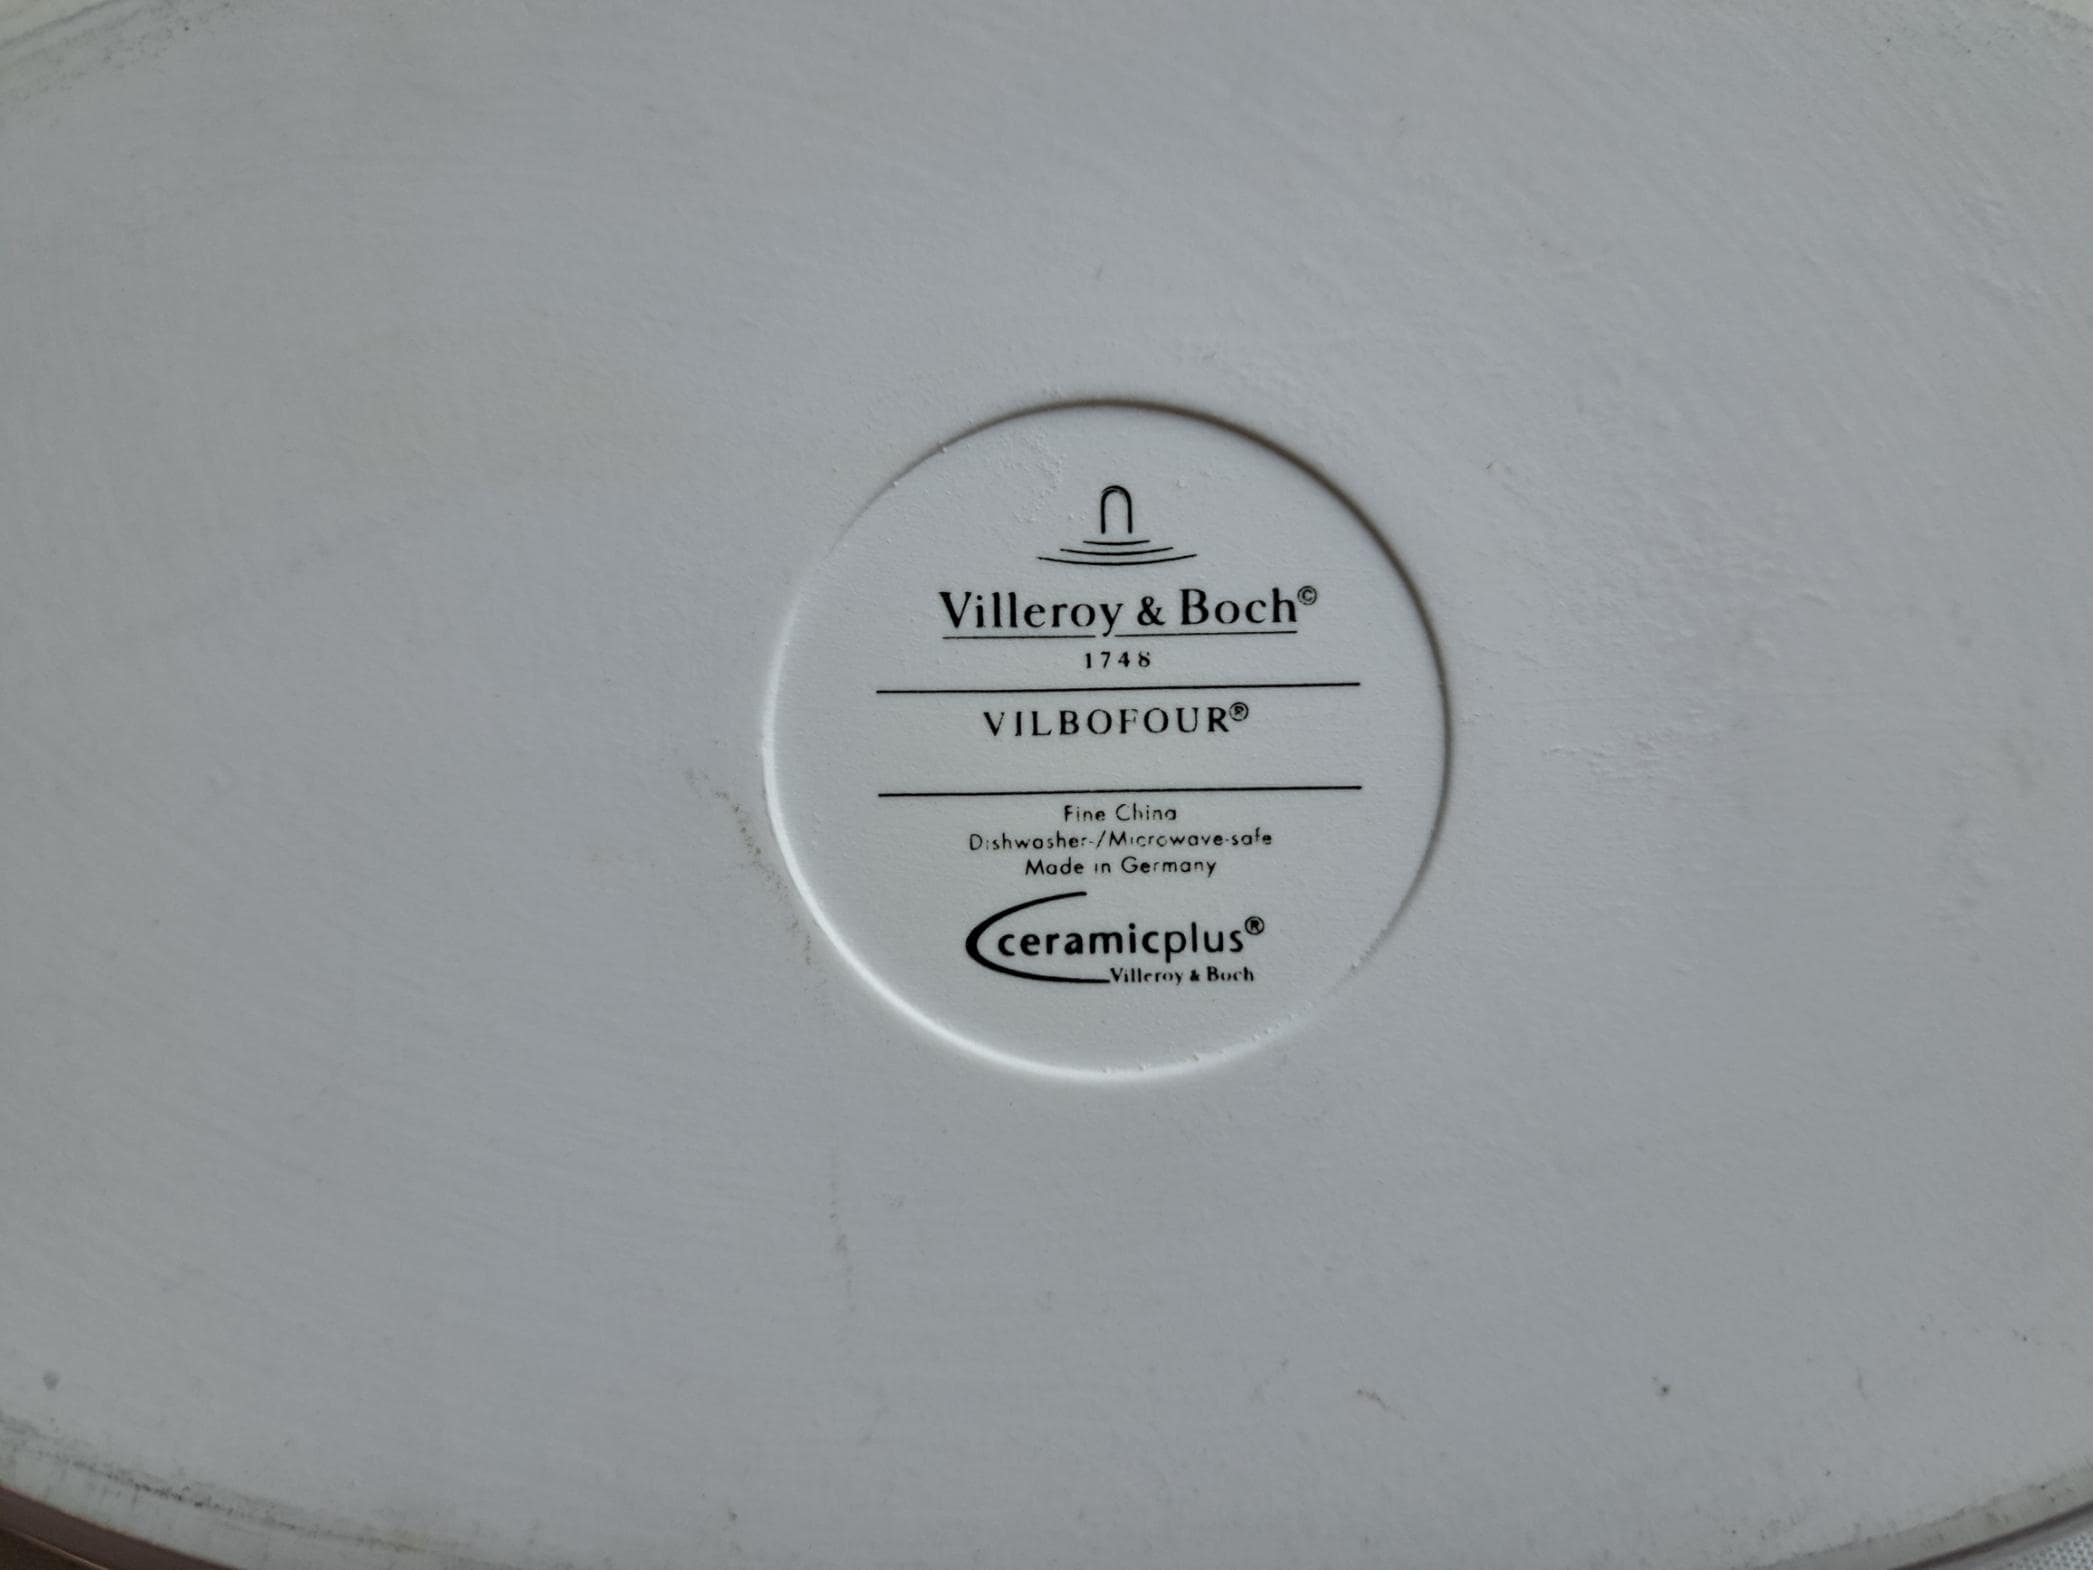 Villeroy & Boch©
1748
VILBOFOUR®
Fine China
Dishwasher-/Microwave-safe
Made in Germany
ceramicplus®
Villeroy & Boch